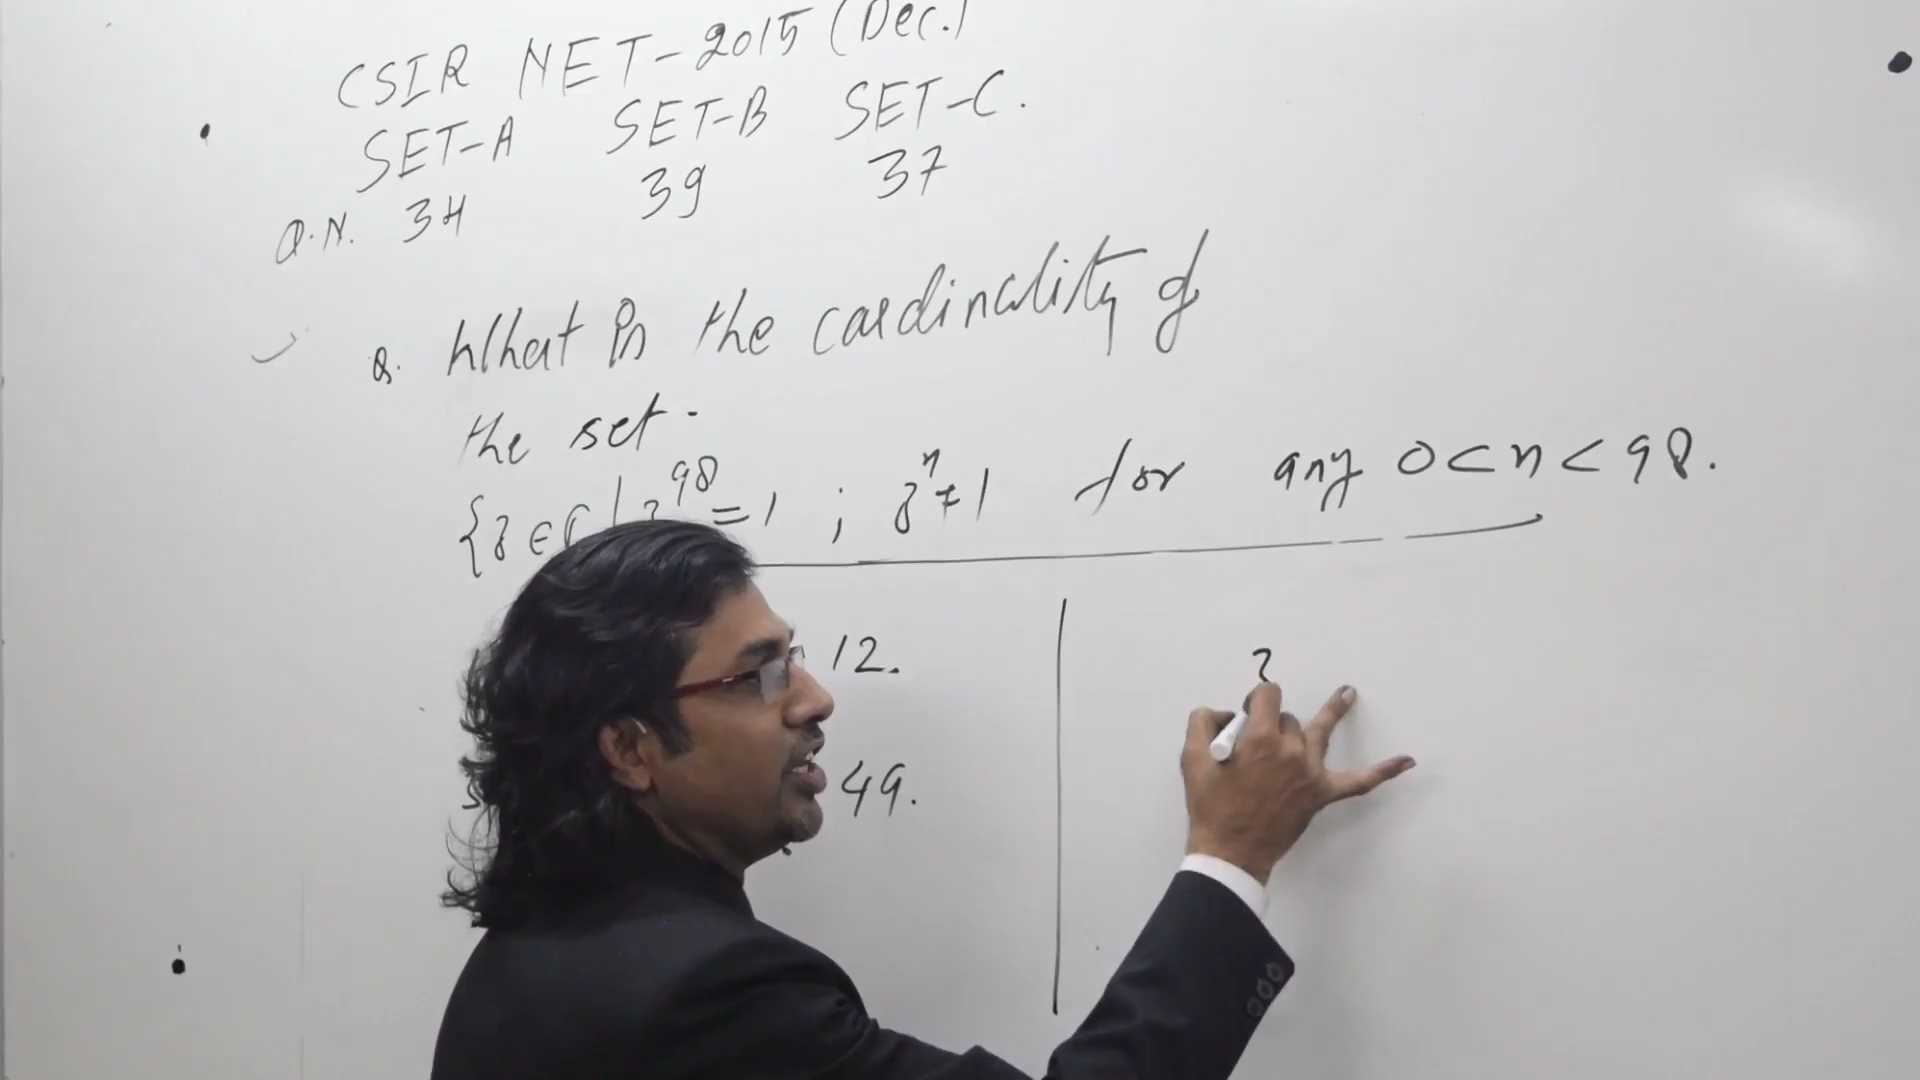 CSIR NET-2015 (Dec.)
SET-A SET-B SET-C.
Q.N. 34 39 37
Q. What is the cardinality of
the set.
{z ∈ C | z^98 = 1 ; z^n ≠ 1 for any 0 < n < 98.
12.
49.